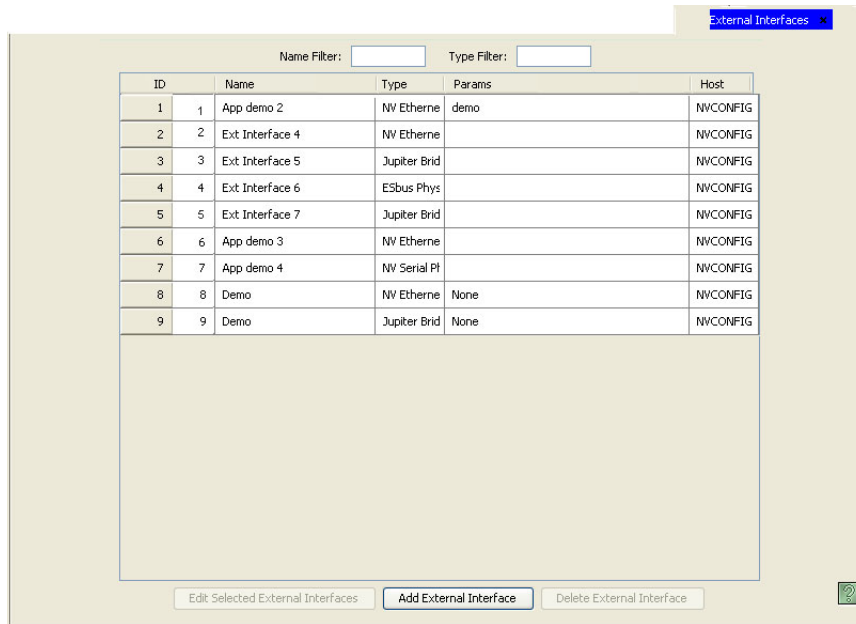 External Interfaces x
Name Filter: Type Filter:
ID Name Type Params Host
1 1 App demo 2 NV Etherne demo NVCONFIG
2 2 Ext Interface 4 NV Etherne NVCONFIG
3 3 Ext Interface 5 Jupiter Brid NVCONFIG
4 4 Ext Interface 6 ESbus Phys NVCONFIG
5 5 Ext Interface 7 Jupiter Brid NVCONFIG
6 6 App demo 3 NV Etherne NVCONFIG
7 7 App demo 4 NV Serial Ph NVCONFIG
8 8 Demo NV Etherne None NVCONFIG
9 9 Demo Jupiter Brid None NVCONFIG
Edit Selected External Interfaces Add External Interface Delete External Interface
?